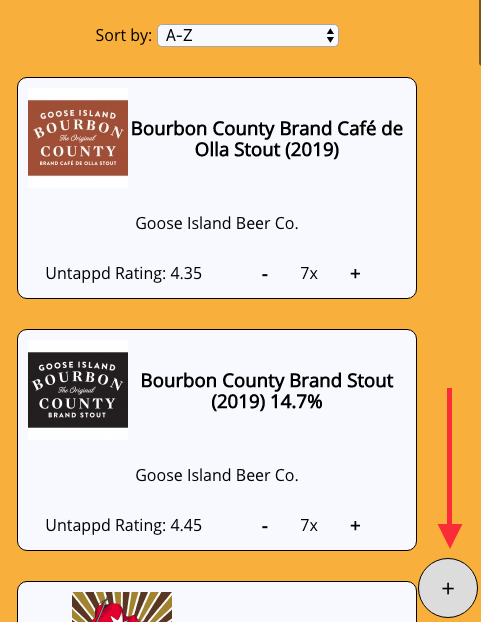 Sort by: A-Z
GOOSE ISLAND
BOURBON
The Original
COUNTY
BRAND CAFÉ DE OLLA STOUT
Bourbon County Brand Café de
Olla Stout (2019)
Goose Island Beer Co.
Untappd Rating: 4.35 - 7x +
GOOSE ISLAND
BOURBON
The Original
COUNTY
BRAND STOUT
Bourbon County Brand Stout
(2019) 14.7%
Goose Island Beer Co.
Untappd Rating: 4.45 - 7x +
+